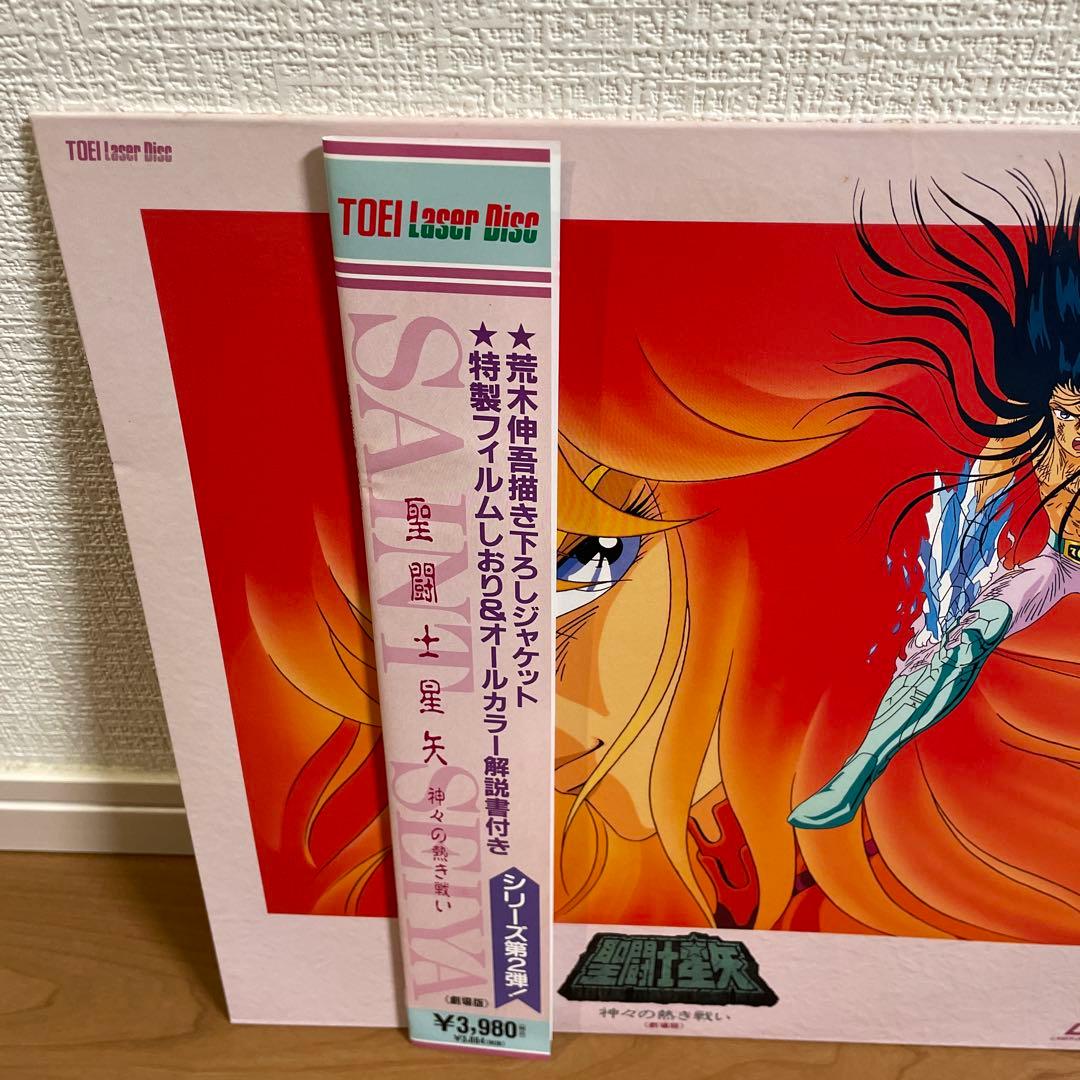 TOEI Laser Disc
TOEI Laser Disc
SAINT SEIYA
★荒木伸吾描き下ろしジャケット
★特製フィルムしおり&オールカラー解説書付き
聖闘士星矢
神々の熱き戦い
〈劇場版〉
シリーズ第2弾!
¥3,980
聖闘士星矢
神々の熱き戦い
〈劇場版〉